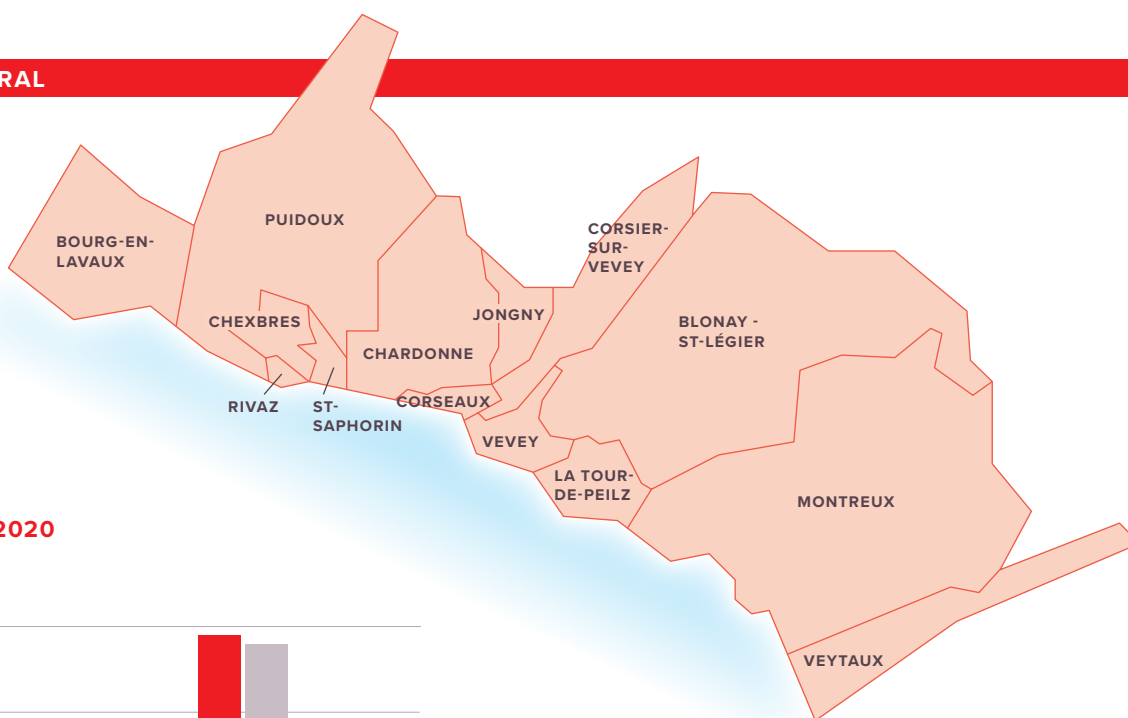 RAL
PUIDOUX
BOURG-EN-
LAVAUX
CORSIER-
SUR-
VEVEY
CHEXBRES
JONGNY
BLONAY -
ST-LÉGIER
CHARDONNE
RIVAZ
ST-
SAPHORIN
CORSEAUX
VEVEY
LA TOUR-
DE-PEILZ
MONTREUX
2020
VEYTAUX